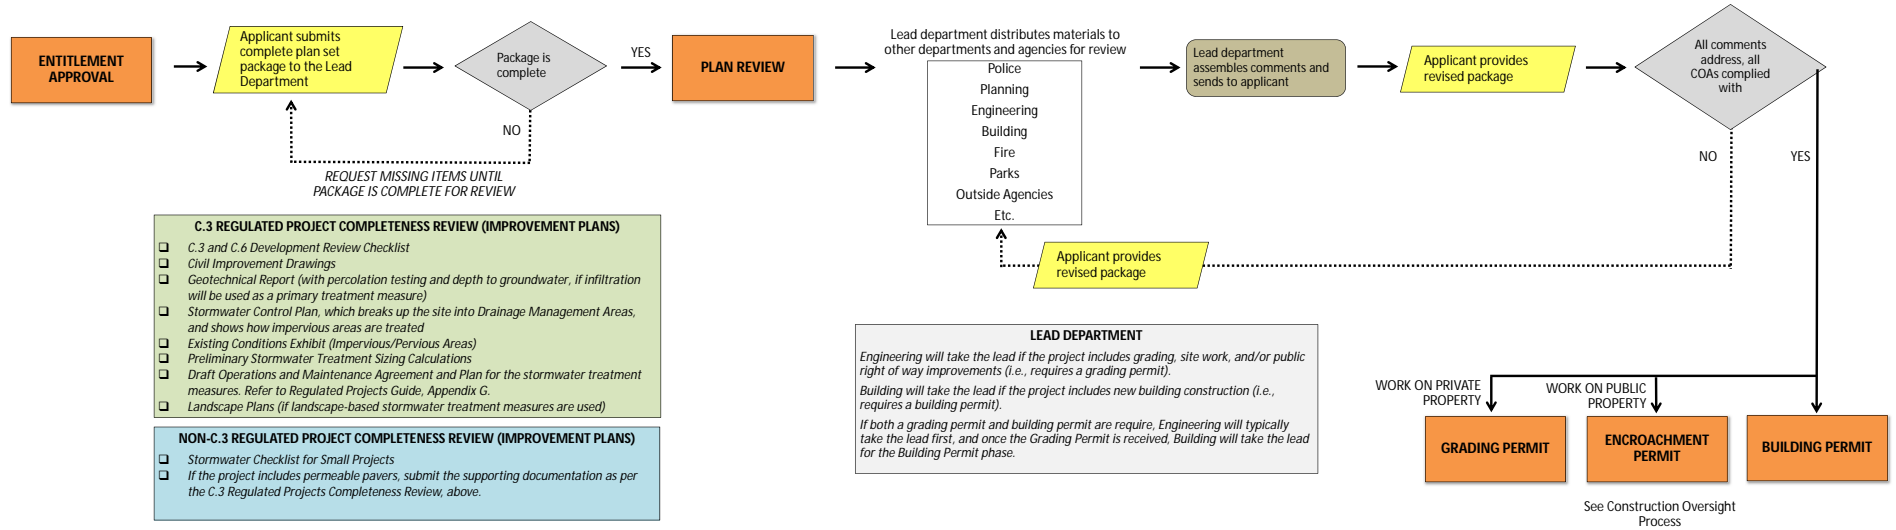 ENTITLEMENT
APPROVAL
Applicant submits
complete plan set
package to the Lead
Department
Package is
complete
YES
NO
REQUEST MISSING ITEMS UNTIL
PACKAGE IS COMPLETE FOR REVIEW
PLAN REVIEW
Lead department distributes materials to
other departments and agencies for review
Police
Planning
Engineering
Building
Fire
Parks
Outside Agencies
Etc.
Lead department
assembles comments and
sends to applicant
Applicant provides
revised package
All comments
address, all
COAs complied
with
NO
YES
Applicant provides
revised package
C.3 REGULATED PROJECT COMPLETENESS REVIEW (IMPROVEMENT PLANS)
❑ C.3 and C.6 Development Review Checklist
❑ Civil Improvement Drawings
❑ Geotechnical Report (with percolation testing and depth to groundwater, if infiltration
will be used as a primary treatment measure)
❑ Stormwater Control Plan, which breaks up the site into Drainage Management Areas,
and shows how impervious areas are treated
❑ Existing Conditions Exhibit (Impervious/Pervious Areas)
❑ Preliminary Stormwater Treatment Sizing Calculations
❑ Draft Operations and Maintenance Agreement and Plan for the stormwater treatment
measures. Refer to Regulated Projects Guide, Appendix G.
❑ Landscape Plans (if landscape-based stormwater treatment measures are used)
NON-C.3 REGULATED PROJECT COMPLETENESS REVIEW (IMPROVEMENT PLANS)
❑ Stormwater Checklist for Small Projects
❑ If the project includes permeable pavers, submit the supporting documentation as per
the C.3 Regulated Projects Completeness Review, above.
LEAD DEPARTMENT
Engineering will take the lead if the project includes grading, site work, and/or public
right of way improvements (i.e., requires a grading permit).
Building will take the lead if the project includes new building construction (i.e.,
requires a building permit).
If both a grading permit and building permit are require, Engineering will typically
take the lead first, and once the Grading Permit is received, Building will take the lead
for the Building Permit phase.
WORK ON PRIVATE
PROPERTY
WORK ON PUBLIC
PROPERTY
GRADING PERMIT
ENCROACHMENT
PERMIT
BUILDING PERMIT
See Construction Oversight
Process